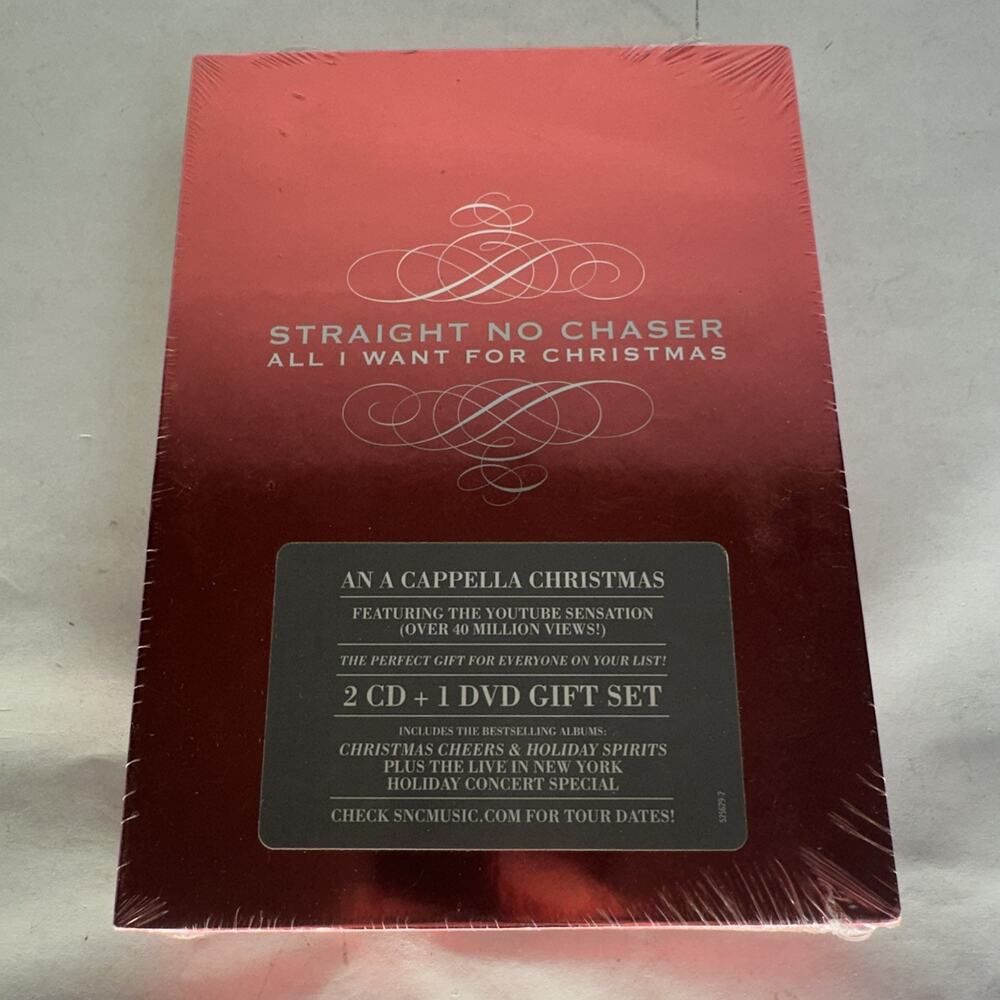 STRAIGHT NO CHASER
ALL I WANT FOR CHRISTMAS
AN A CAPPELLA CHRISTMAS
FEATURING THE YOUTUBE SENSATION
(OVER 40 MILLION VIEWS!)
THE PERFECT GIFT FOR EVERYONE ON YOUR LIST!
2 CD + 1 DVD GIFT SET
INCLUDES THE BESTSELLING ALBUMS:
CHRISTMAS CHEERS & HOLIDAY SPIRITS
PLUS THE LIVE IN NEW YORK
HOLIDAY CONCERT SPECIAL
CHECK SNCMUSIC.COM FOR TOUR DATES!
525629-2